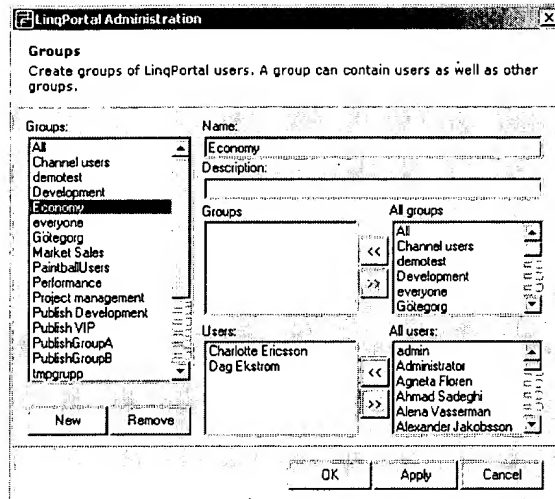 LinqPortal Administration
Groups
Create groups of LinqPortal users. A group can contain users as well as other
groups.
Groups:
All
Channel users
demotest
Development
Economy
everyone
Götegorg
Market Sales
PaintballUsers
Performance
Project management
Publish Development
Publish VIP
PublishGroupA
PublishGroupB
tmpgrupp
New
Remove
Name:
Economy
Description:
Groups
<<
>>
All groups
All
Channel users
demotest
Development
everyone
Götegorg
Users:
Charlotte Ericsson
Dag Ekstrom
<<
>>
All users:
admin
Administrator
Agneta Floren
Ahmad Sadeghi
Alena Vasserman
Alexander Jakobsson
OK
Apply
Cancel